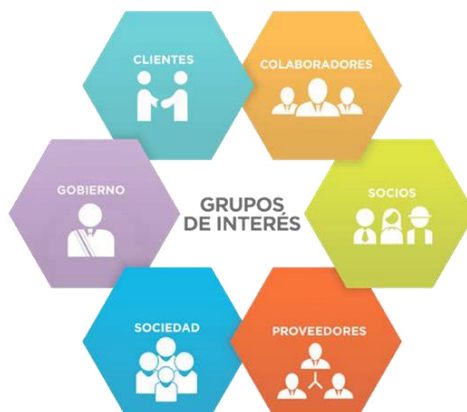 CLIENTES
COLABORADORES
GOBIERNO
GRUPOS
DE INTERÉS
SOCIOS
SOCIEDAD
PROVEEDORES